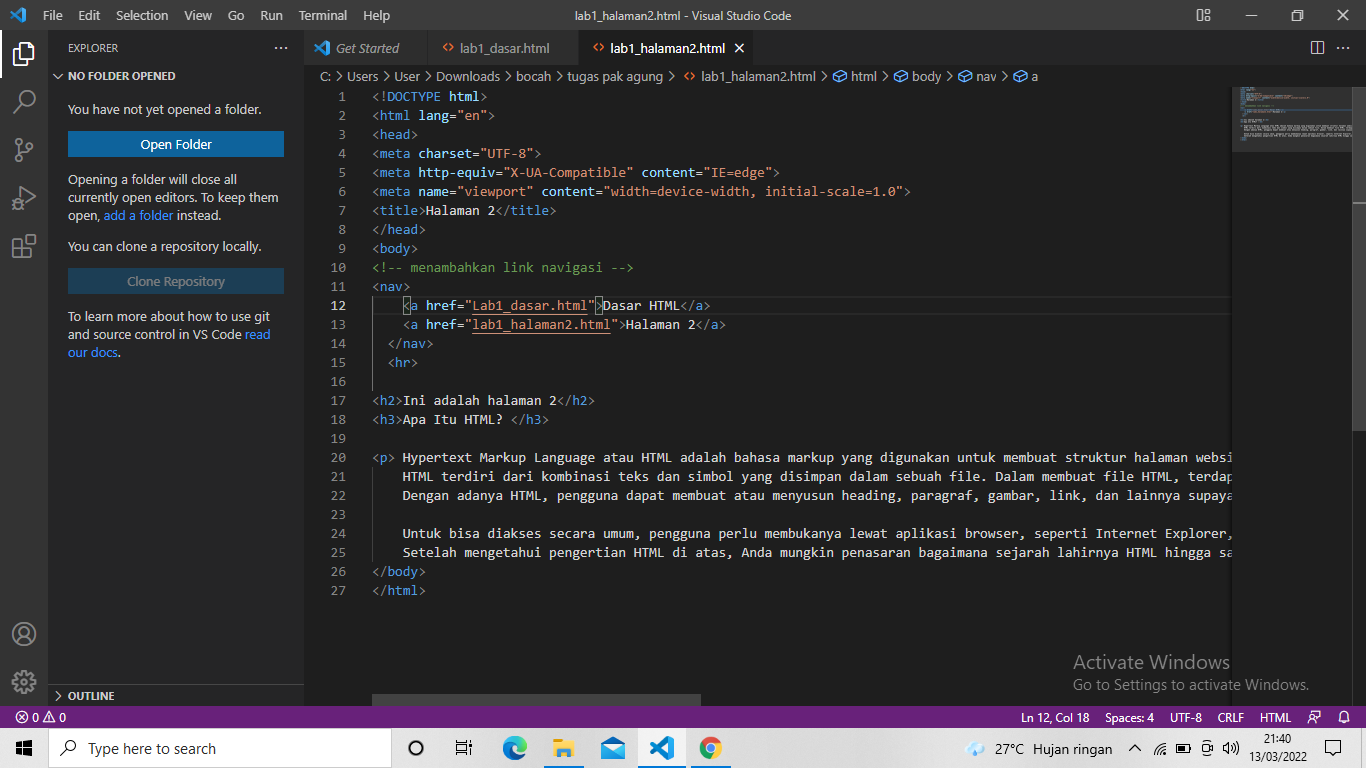 File Edit Selection View Go Run Terminal Help
lab1_halaman2.html - Visual Studio Code
EXPLORER
NO FOLDER OPENED
You have not yet opened a folder.
Open Folder
Opening a folder will close all
currently open editors. To keep them
open, add a folder instead.
You can clone a repository locally.
Clone Repository
To learn more about how to use git
and source control in VS Code read
our docs.
OUTLINE
Get Started lab1_dasar.html lab1_halaman2.html
C: > Users > User > Downloads > bocah > tugas pak agung > lab1_halaman2.html > html > body > nav > a
1 <!DOCTYPE html>
2 <html lang="en">
3 <head>
4 <meta charset="UTF-8">
5 <meta http-equiv="X-UA-Compatible" content="IE=edge">
6 <meta name="viewport" content="width=device-width, initial-scale=1.0">
7 <title>Halaman 2</title>
8 </head>
9 <body>
10 <!-- menambahkan link navigasi -->
11 <nav>
12 <a href="Lab1_dasar.html">Dasar HTML</a>
13 <a href="lab1_halaman2.html">Halaman 2</a>
14 </nav>
15 <hr>
16
17 <h2>Ini adalah halaman 2</h2>
18 <h3>Apa Itu HTML? </h3>
19
20 <p> Hypertext Markup Language atau HTML adalah bahasa markup yang digunakan untuk membuat struktur halaman websi
21 HTML terdiri dari kombinasi teks dan simbol yang disimpan dalam sebuah file. Dalam membuat file HTML, terdap
22 Dengan adanya HTML, pengguna dapat membuat atau menyusun heading, paragraf, gambar, link, dan lainnya supaya
23
24 Untuk bisa diakses secara umum, pengguna perlu membukanya lewat aplikasi browser, seperti Internet Explorer,
25 Setelah mengetahui pengertian HTML di atas, Anda mungkin penasaran bagaimana sejarah lahirnya HTML hingga sa
26 </body>
27 </html>
Activate Windows
Go to Settings to activate Windows.
0 0
Ln 12, Col 18 Spaces: 4 UTF-8 CRLF HTML
Type here to search
27°C Hujan ringan
21:40
13/03/2022